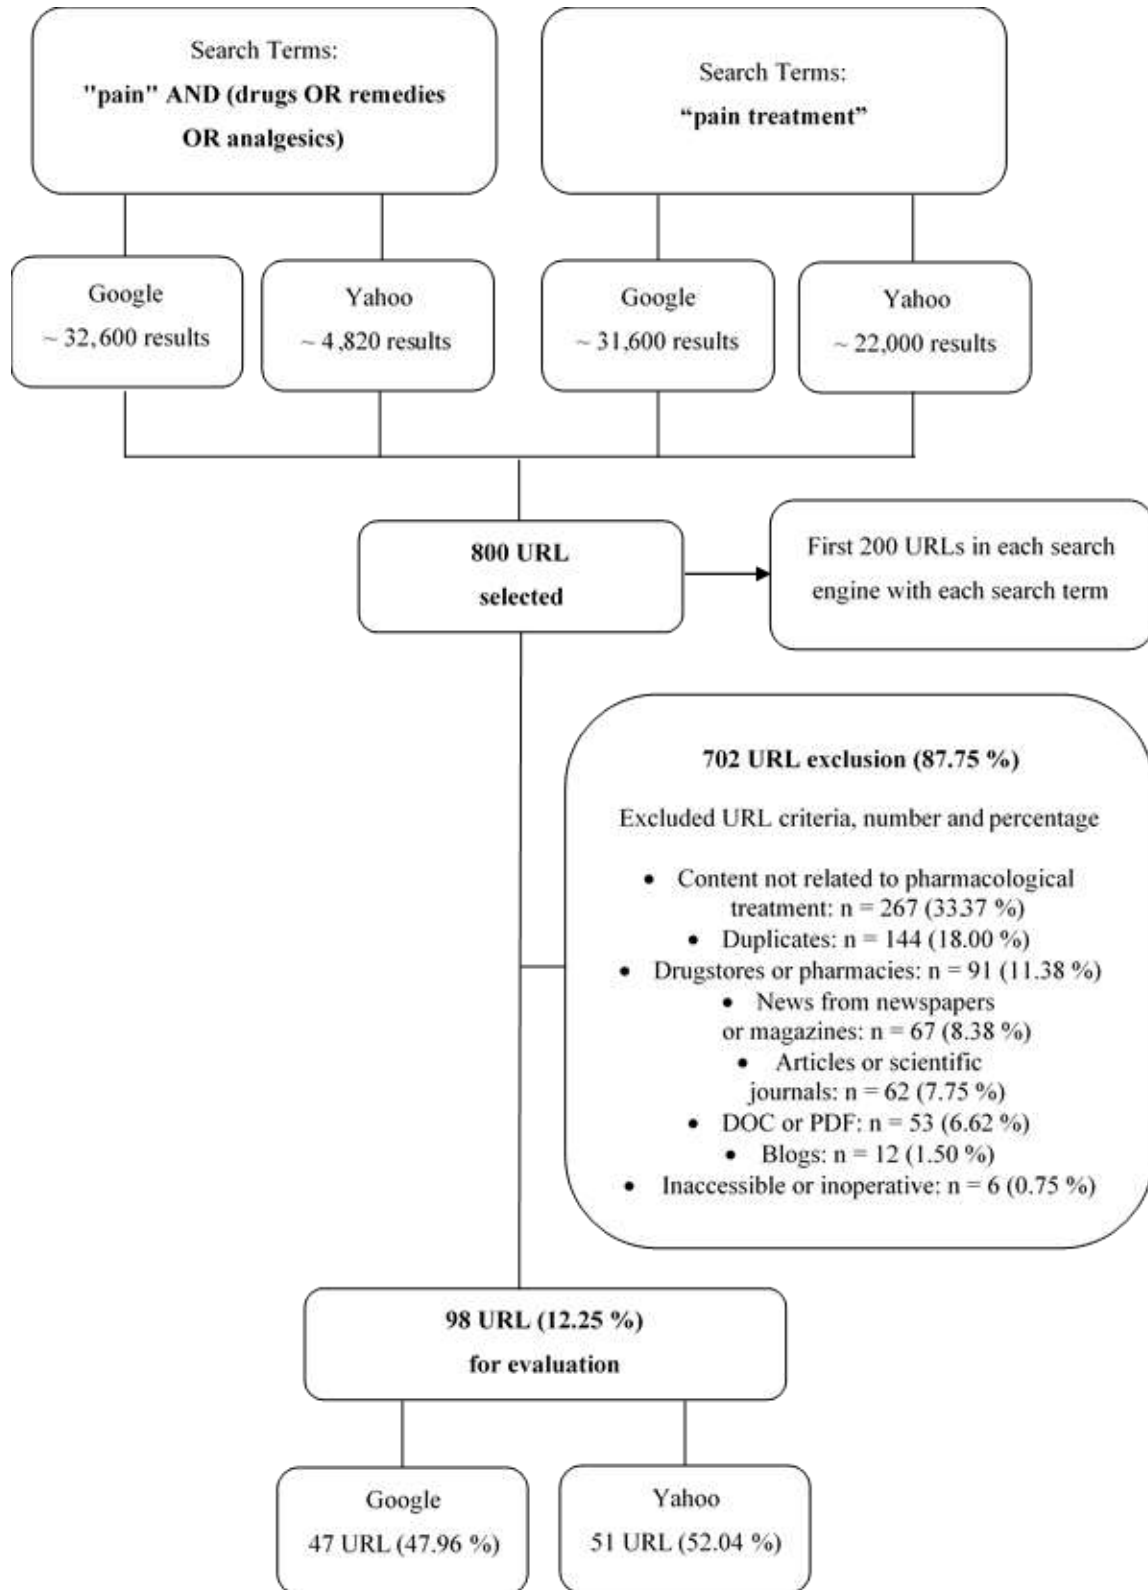 Search Terms:
"pain" AND (drugs OR remedies
OR analgesics)
Search Terms:
“pain treatment”
Google
~ 32,600 results
Yahoo
~ 4,820 results
Google
~ 31,600 results
Yahoo
~ 22,000 results
800 URL
selected
First 200 URLs in each search
engine with each search term
702 URL exclusion (87.75 %)
Excluded URL criteria, number and percentage
• Content not related to pharmacological
treatment: n = 267 (33.37 %)
• Duplicates: n = 144 (18.00 %)
• Drugstores or pharmacies: n = 91 (11.38 %)
• News from newspapers
or magazines: n = 67 (8.38 %)
• Articles or scientific
journals: n = 62 (7.75 %)
• DOC or PDF: n = 53 (6.62 %)
• Blogs: n = 12 (1.50 %)
• Inaccessible or inoperative: n = 6 (0.75 %)
98 URL (12.25 %)
for evaluation
Google
47 URL (47.96 %)
Yahoo
51 URL (52.04 %)